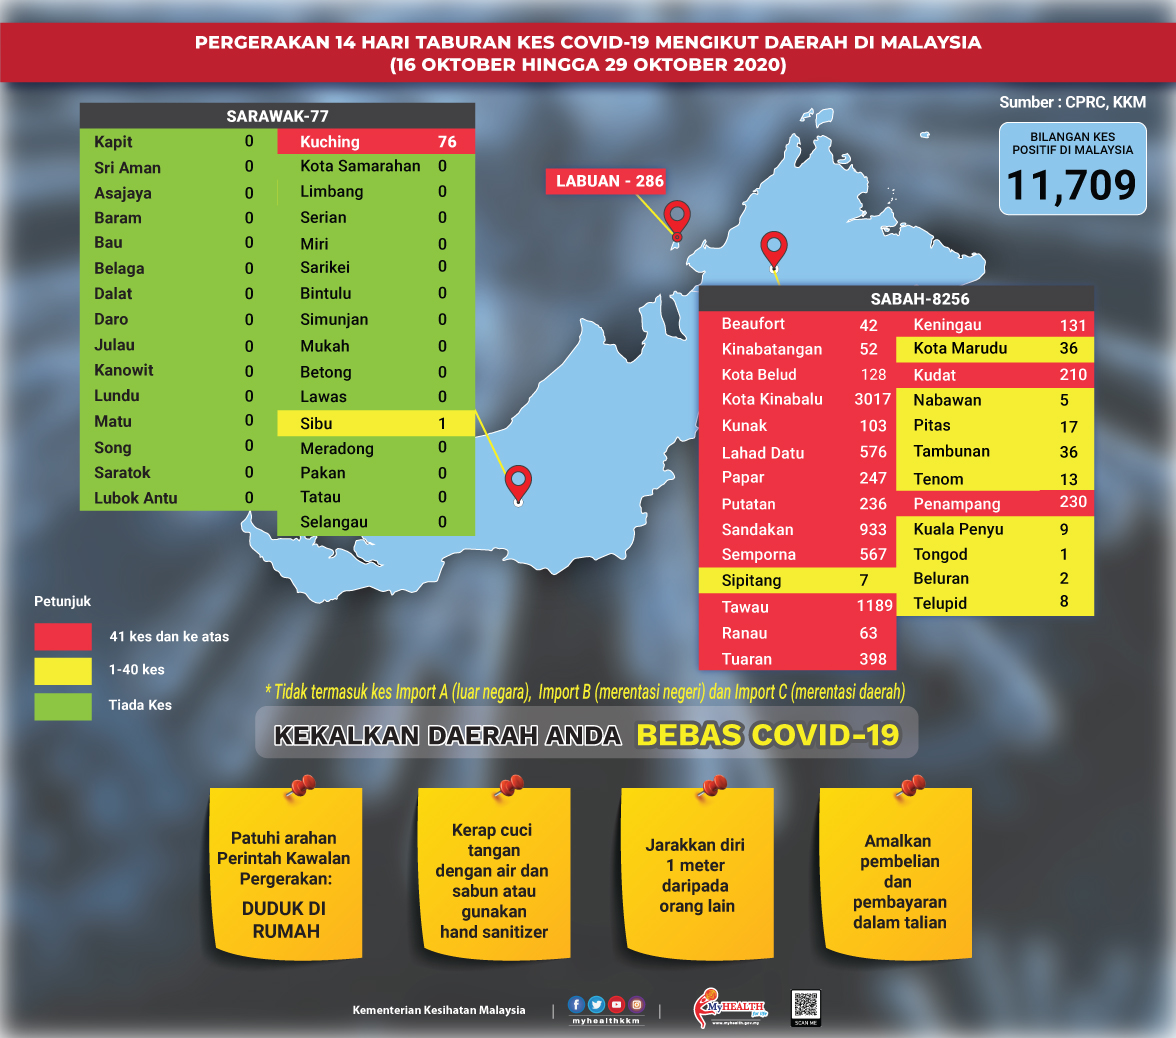 PERGERAKAN 14 HARI TABURAN KES COVID-19 MENGIKUT DAERAH DI MALAYSIA
(16 OKTOBER HINGGA 29 OKTOBER 2020)
Sumber : CPRC, KKM
BILANGAN KES
POSITIF DI MALAYSIA
11,709
SARAWAK-77
Kapit 0 Kuching 76
Sri Aman 0 Kota Samarahan 0
Asajaya 0 Limbang 0
Baram 0 Serian 0
Bau 0 Miri 0
Belaga 0 Sarikei 0
Dalat 0 Bintulu 0
Daro 0 Simunjan 0
Julau 0 Mukah 0
Kanowit 0 Betong 0
Lundu 0 Lawas 0
Matu 0 Sibu 1
Song 0 Meradong 0
Saratok 0 Pakan 0
Lubok Antu 0 Tatau 0
Selangau 0
LABUAN - 286
SABAH-8256
Beaufort 42 Keningau 131
Kinabatangan 52 Kota Marudu 36
Kota Belud 128 Kudat 210
Kota Kinabalu 3017 Nabawan 5
Kunak 103 Pitas 17
Lahad Datu 576 Tambunan 36
Papar 247 Tenom 13
Putatan 236 Penampang 230
Sandakan 933 Kuala Penyu 9
Semporna 567 Tongod 1
Sipitang 7 Beluran 2
Tawau 1189 Telupid 8
Ranau 63
Tuaran 398
Petunjuk
41 kes dan ke atas
1-40 kes
Tiada Kes
* Tidak termasuk kes Import A (luar negara), Import B (merentasi negeri) dan Import C (merentasi daerah)
KEKALKAN DAERAH ANDA BEBAS COVID-19
Patuhi arahan
Perintah Kawalan
Pergerakan:
DUDUK DI
RUMAH
Kerap cuci
tangan
dengan air dan
sabun atau
gunakan
hand sanitizer
Jarakkan diri
1 meter
daripada
orang lain
Amalkan
pembelian
dan
pembayaran
dalam talian
Kementerian Kesihatan Malaysia
myhealthkkm
MyHEALTH
for life
www.myhealth.gov.my
SCAN ME